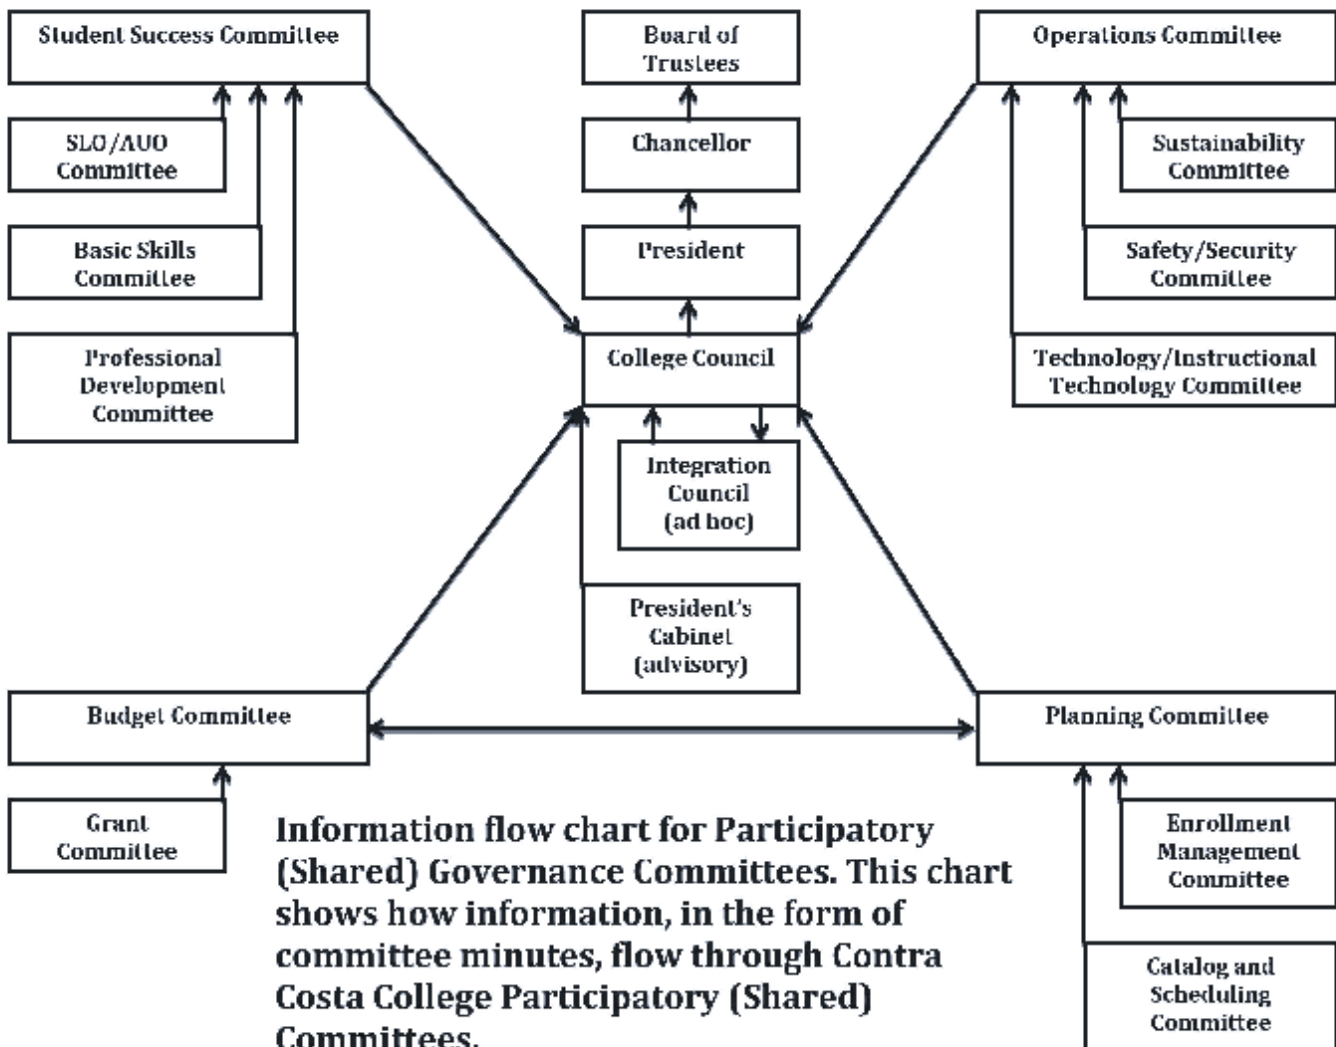 Student Success Committee
Board of
Trustees
Operations Committee
SLO/AUO
Committee
Chancellor
Sustainability
Committee
Basic Skills
Committee
President
Safety/Security
Committee
Professional
Development
Committee
College Council
Technology/Instructional
Technology Committee
Integration
Council
(ad hoc)
President's
Cabinet
(advisory)
Budget Committee
Planning Committee
Grant
Committee
Enrollment
Management
Committee
Catalog and
Scheduling
Committee
Information flow chart for Participatory
(Shared) Governance Committees. This chart
shows how information, in the form of
committee minutes, flow through Contra
Costa College Participatory (Shared)
Committees.